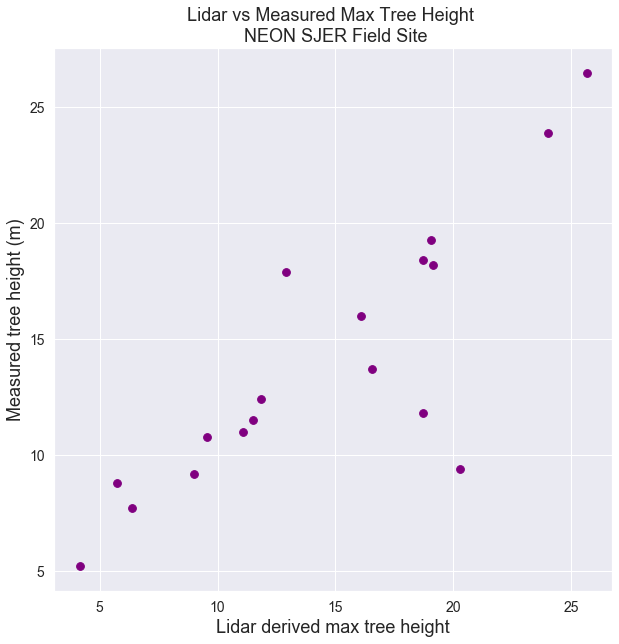 Lidar vs Measured Max Tree Height
NEON SJER Field Site
25
20
15
10
5
Measured tree height (m)
5 10 15 20 25
Lidar derived max tree height